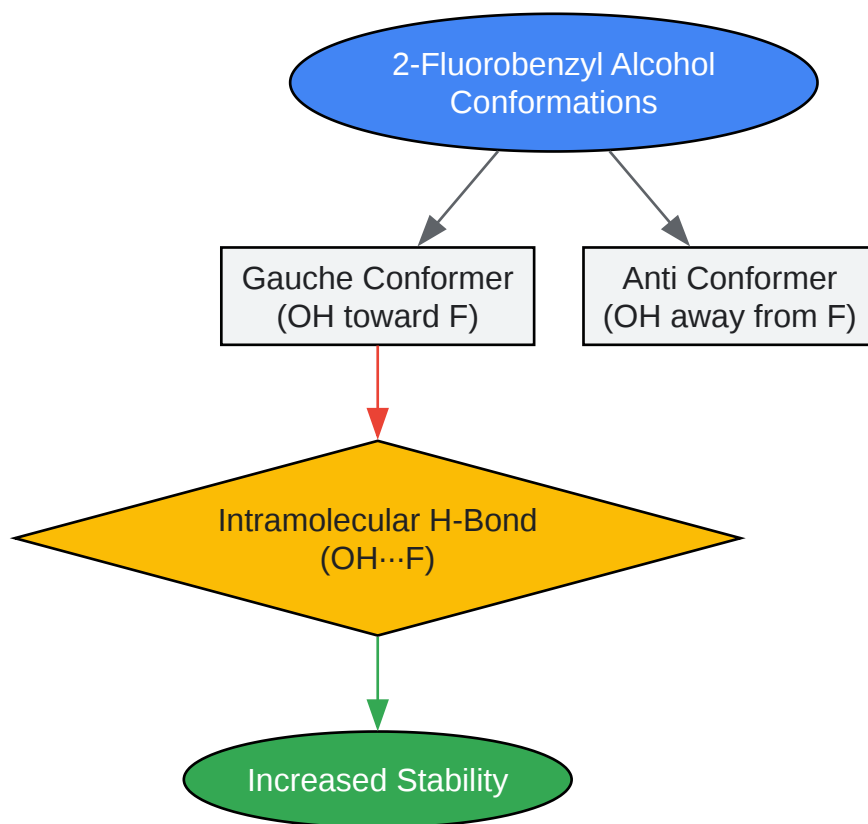 2-Fluorobenzyl Alcohol
Conformations
Gauche Conformer
(OH toward F)
Anti Conformer
(OH away from F)
Intramolecular H-Bond
(OH···F)
Increased Stability